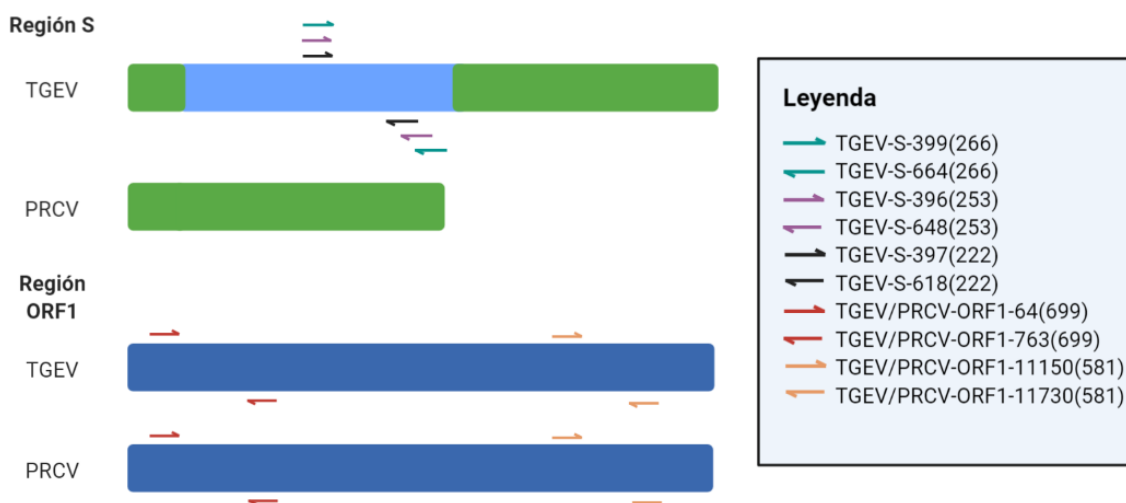 Región S
TGEV
PRCV
Región
ORF1
TGEV
PRCV
Leyenda
TGEV-S-399(266)
TGEV-S-664(266)
TGEV-S-396(253)
TGEV-S-648(253)
TGEV-S-397(222)
TGEV-S-618(222)
TGEV/PRCV-ORF1-64(699)
TGEV/PRCV-ORF1-763(699)
TGEV/PRCV-ORF1-11150(581)
TGEV/PRCV-ORF1-11730(581)